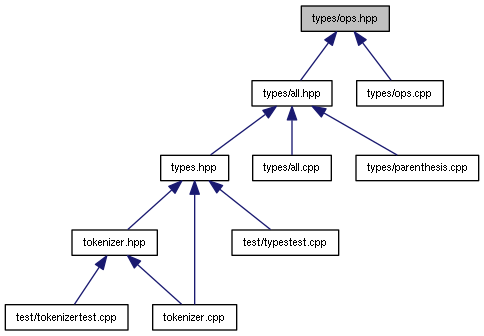 types/ops.hpp
types/all.hpp
types/ops.cpp
types.hpp
types/all.cpp
types/parenthesis.cpp
tokenizer.hpp
test/typestest.cpp
test/tokenizertest.cpp
tokenizer.cpp